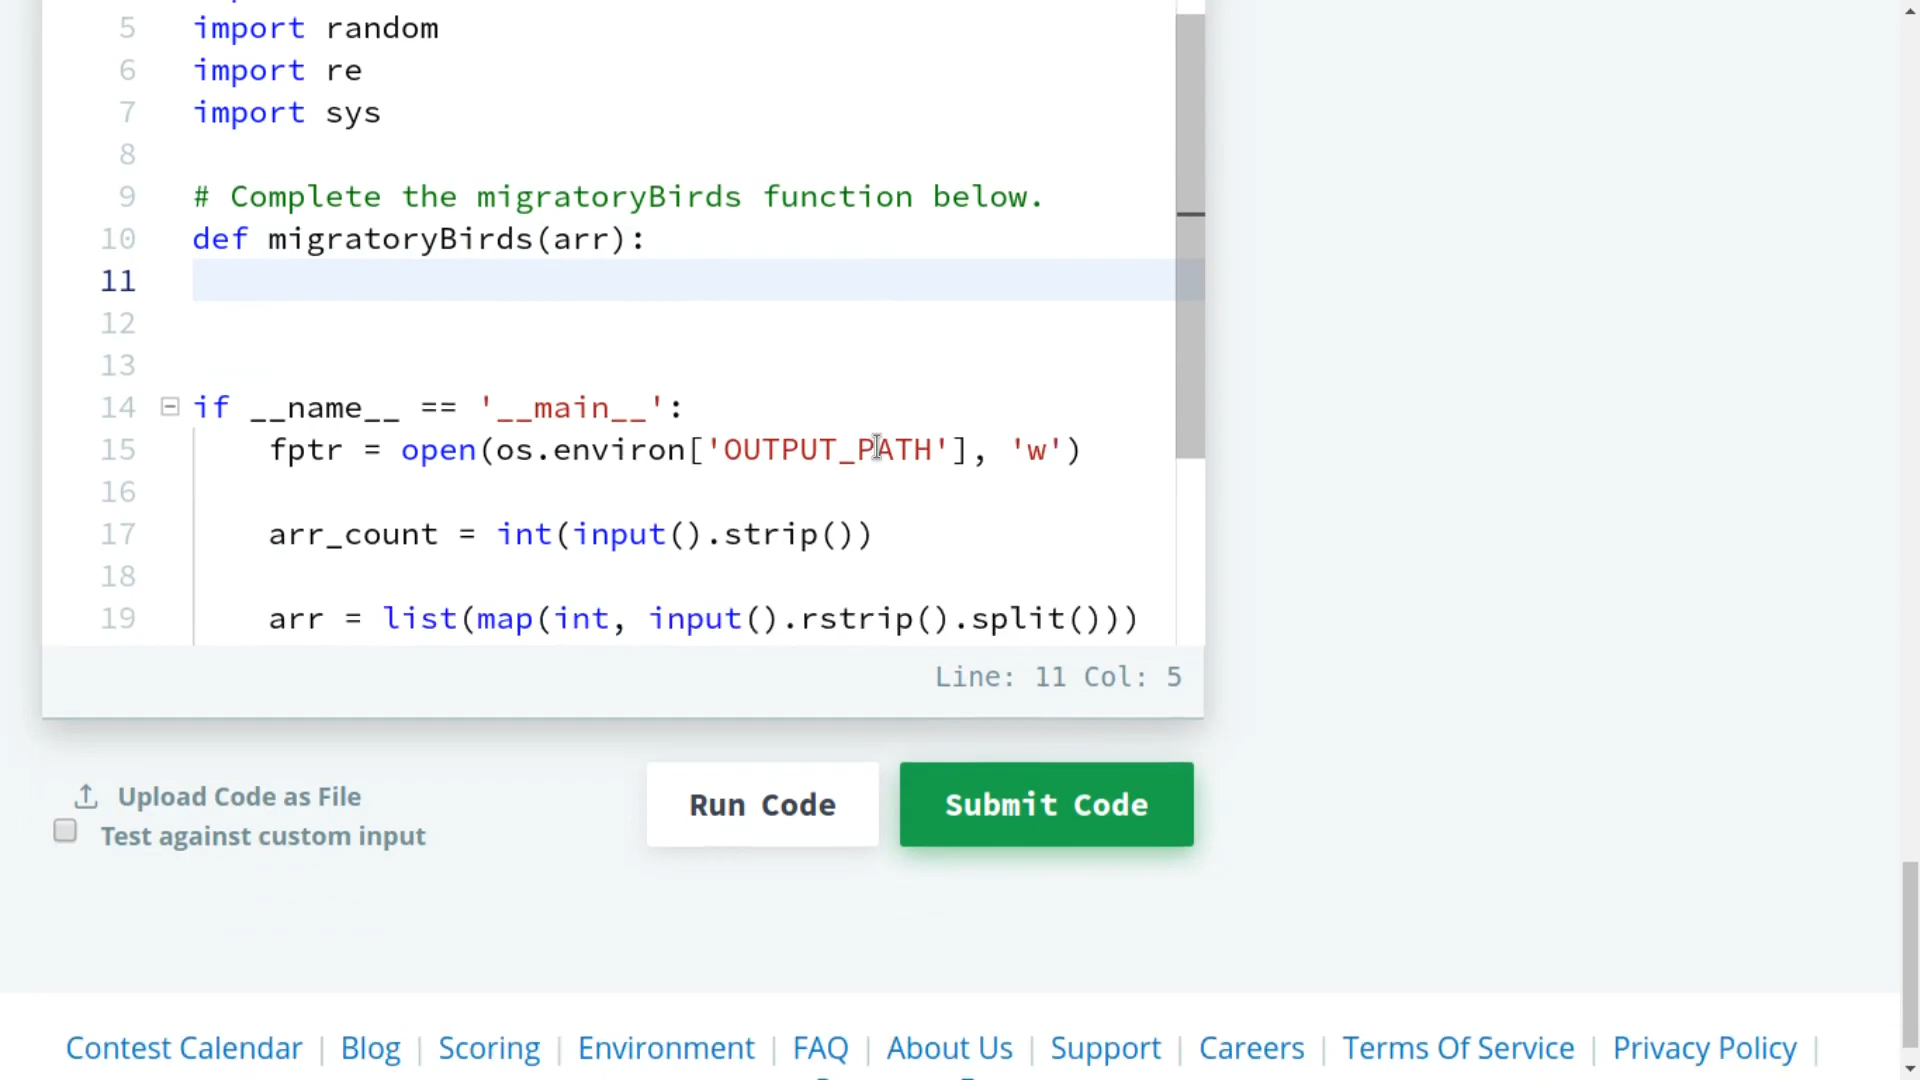 5 import random
6 import re
7 import sys
8
9 # Complete the migratoryBirds function below.
10 def migratoryBirds(arr):
11
12
13
14 if __name__ == '__main__':
15 fptr = open(os.environ['OUTPUT_PATH'], 'w')
16
17 arr_count = int(input().strip())
18
19 arr = list(map(int, input().rstrip().split()))
Line: 11 Col: 5
Upload Code as File
Test against custom input
Run Code
Submit Code
Contest Calendar | Blog | Scoring | Environment | FAQ | About Us | Support | Careers | Terms Of Service | Privacy Policy |